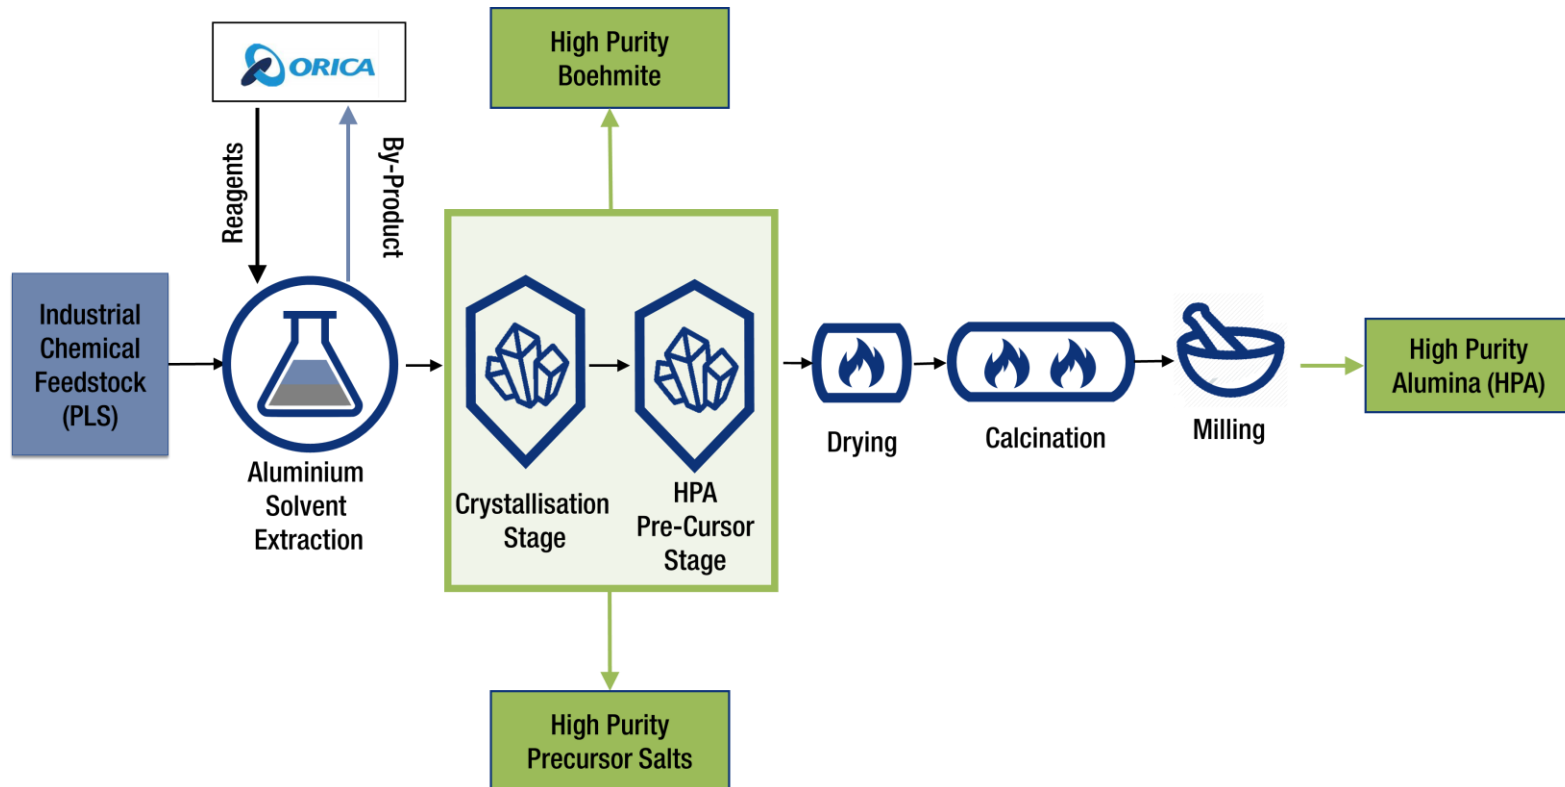 ORICA
High Purity
Boehmite
Reagents
By-Product
Industrial
Chemical
Feedstock
(PLS)
Aluminium
Solvent
Extraction
Crystallisation
Stage
HPA
Pre-Cursor
Stage
Drying
Calcination
Milling
High Purity
Alumina (HPA)
High Purity
Precursor Salts